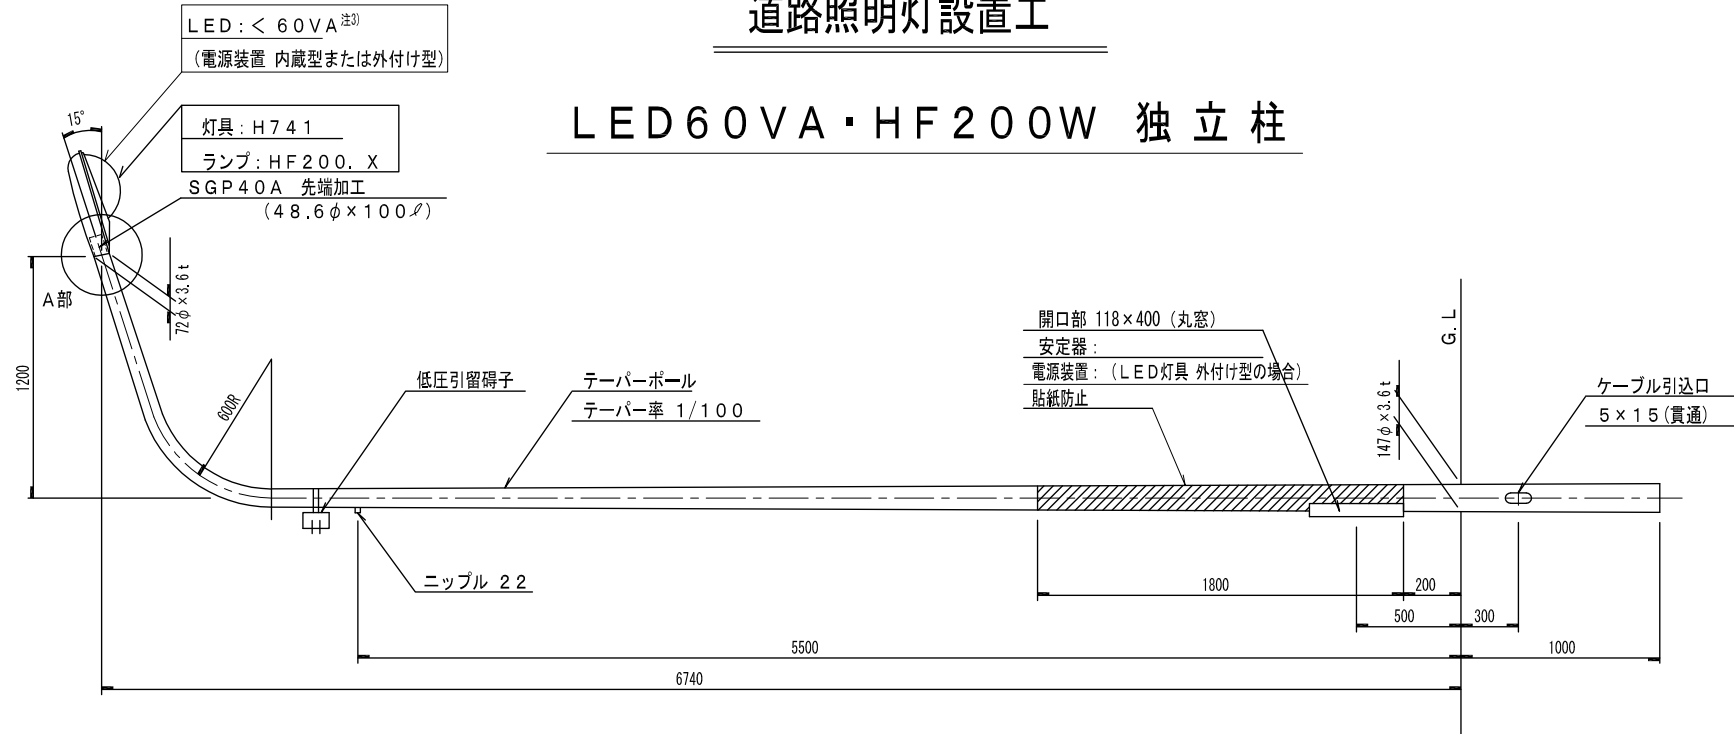 道路照明灯設置工
LED60VA・HF200W 独立柱
LED:< 60VA 注3)
(電源装置 内蔵型または外付け型)
15°
灯具:H741
ランプ:HF200. X
SGP40A 先端加工
(48.6φ×100ℓ)
A部
72φ×3.6t
1200
600R
低圧引留碍子
テーパーポール
テーパー率 1/100
開口部 118×400 (丸窓)
安定器:
電源装置:(LED灯具 外付け型の場合)
貼紙防止
G.L
147φ×3.6t
ケーブル引込口
5×15(貫通)
ニップル 22
1800
200
500
300
5500
1000
6740